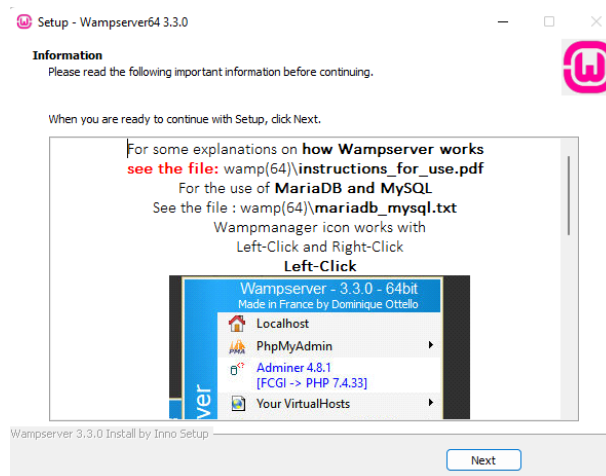 Setup - Wampserver64 3.3.0
Information
Please read the following important information before continuing.
When you are ready to continue with Setup, click Next.
For some explanations on how Wampserver works
see the file: wamp(64)\instructions_for_use.pdf
For the use of MariaDB and MySQL
See the file : wamp(64)\mariadb_mysql.txt
Wampmanager icon works with
Left-Click and Right-Click
Left-Click
Wampserver - 3.3.0 - 64bit
Made in France by Dominique Ottello
Localhost
PhpMyAdmin
Adminer 4.8.1
[FCGI -> PHP 7.4.33]
Your VirtualHosts
Wampserver 3.3.0 Install by Inno Setup
Next